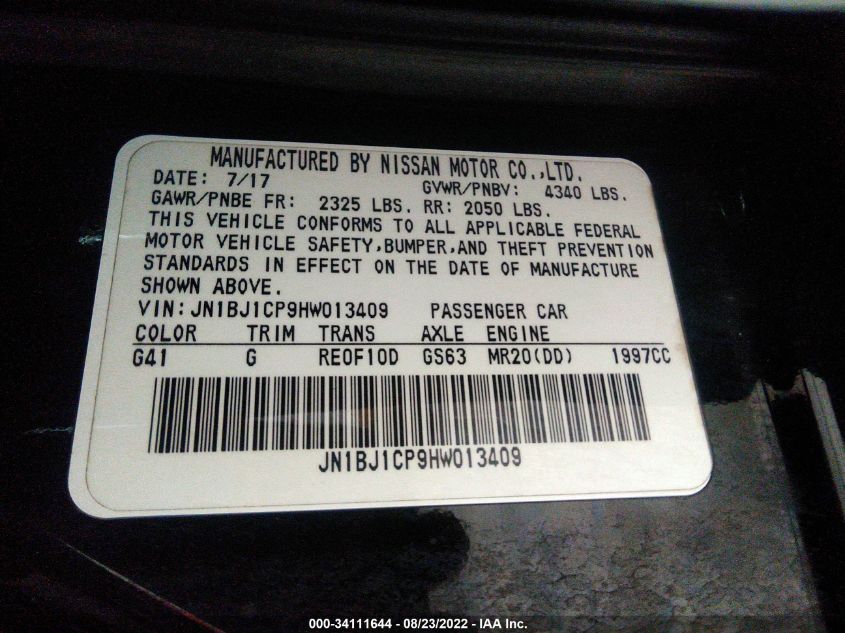 MANUFACTURED BY NISSAN MOTOR CO.,LTD.
DATE: 7/17 GVWR/PNBV: 4340 LBS.
GAWR/PNBE FR: 2325 LBS. RR: 2050 LBS.
THIS VEHICLE CONFORMS TO ALL APPLICABLE FEDERAL
MOTOR VEHICLE SAFETY,BUMPER,AND THEFT PREVENTION
STANDARDS IN EFFECT ON THE DATE OF MANUFACTURE
SHOWN ABOVE.
VIN:JN1BJ1CP9HW013409 PASSENGER CAR
COLOR TRIM TRANS AXLE ENGINE
G41 G RE0F10D GS63 MR20(DD) 1997CC
JN1BJ1CP9HW013409
000-34111644 - 08/23/2022 - IAA Inc.